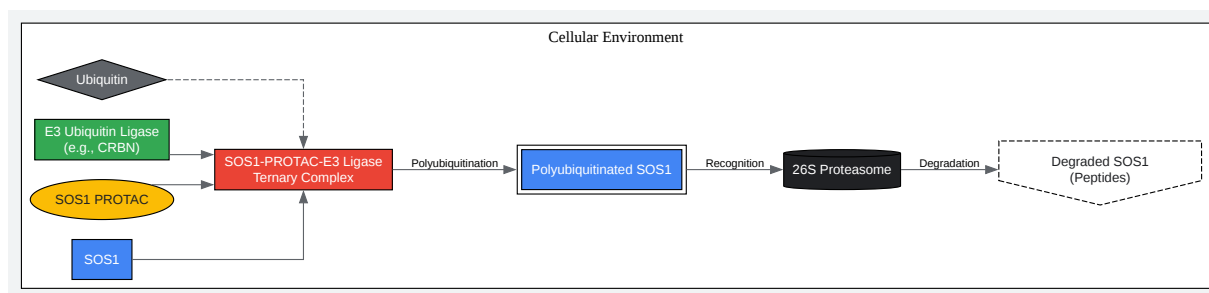 Cellular Environment
Ubiquitin
E3 Ubiquitin Ligase
(e.g., CRBN)
SOS1 PROTAC
SOS1
SOS1-PROTAC-E3 Ligase
Ternary Complex
Polyubiquitination
Polyubiquitinated SOS1
Recognition
26S Proteasome
Degradation
Degraded SOS1
(Peptides)